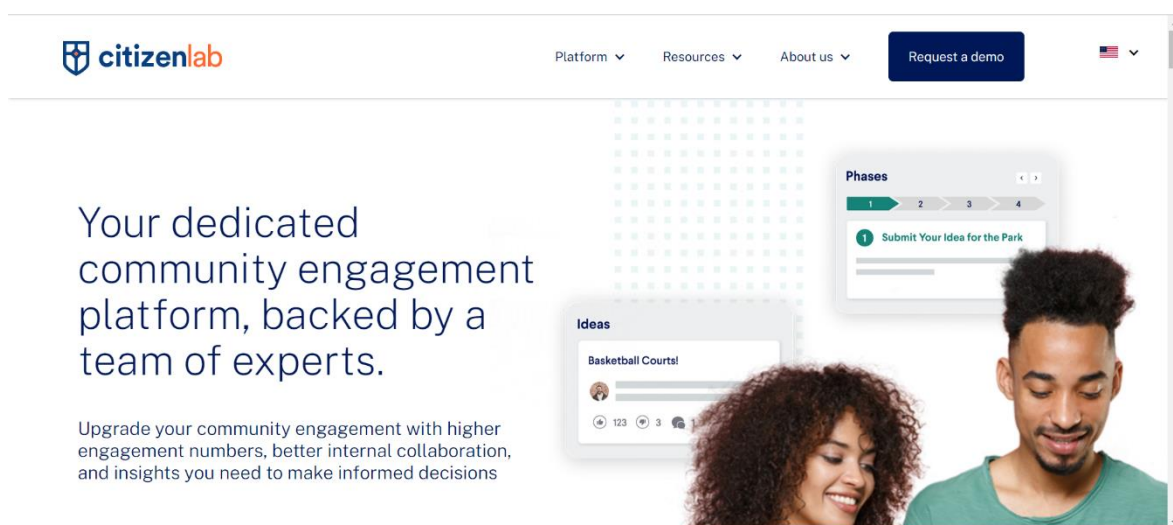 citizenlab
Platform
Resources
About us
Request a demo
Your dedicated
community engagement
platform, backed by a
team of experts.
Upgrade your community engagement with higher
engagement numbers, better internal collaboration,
and insights you need to make informed decisions
Phases
1 2 3 4
1 Submit Your Idea for the Park
Ideas
Basketball Courts!
123 3 1